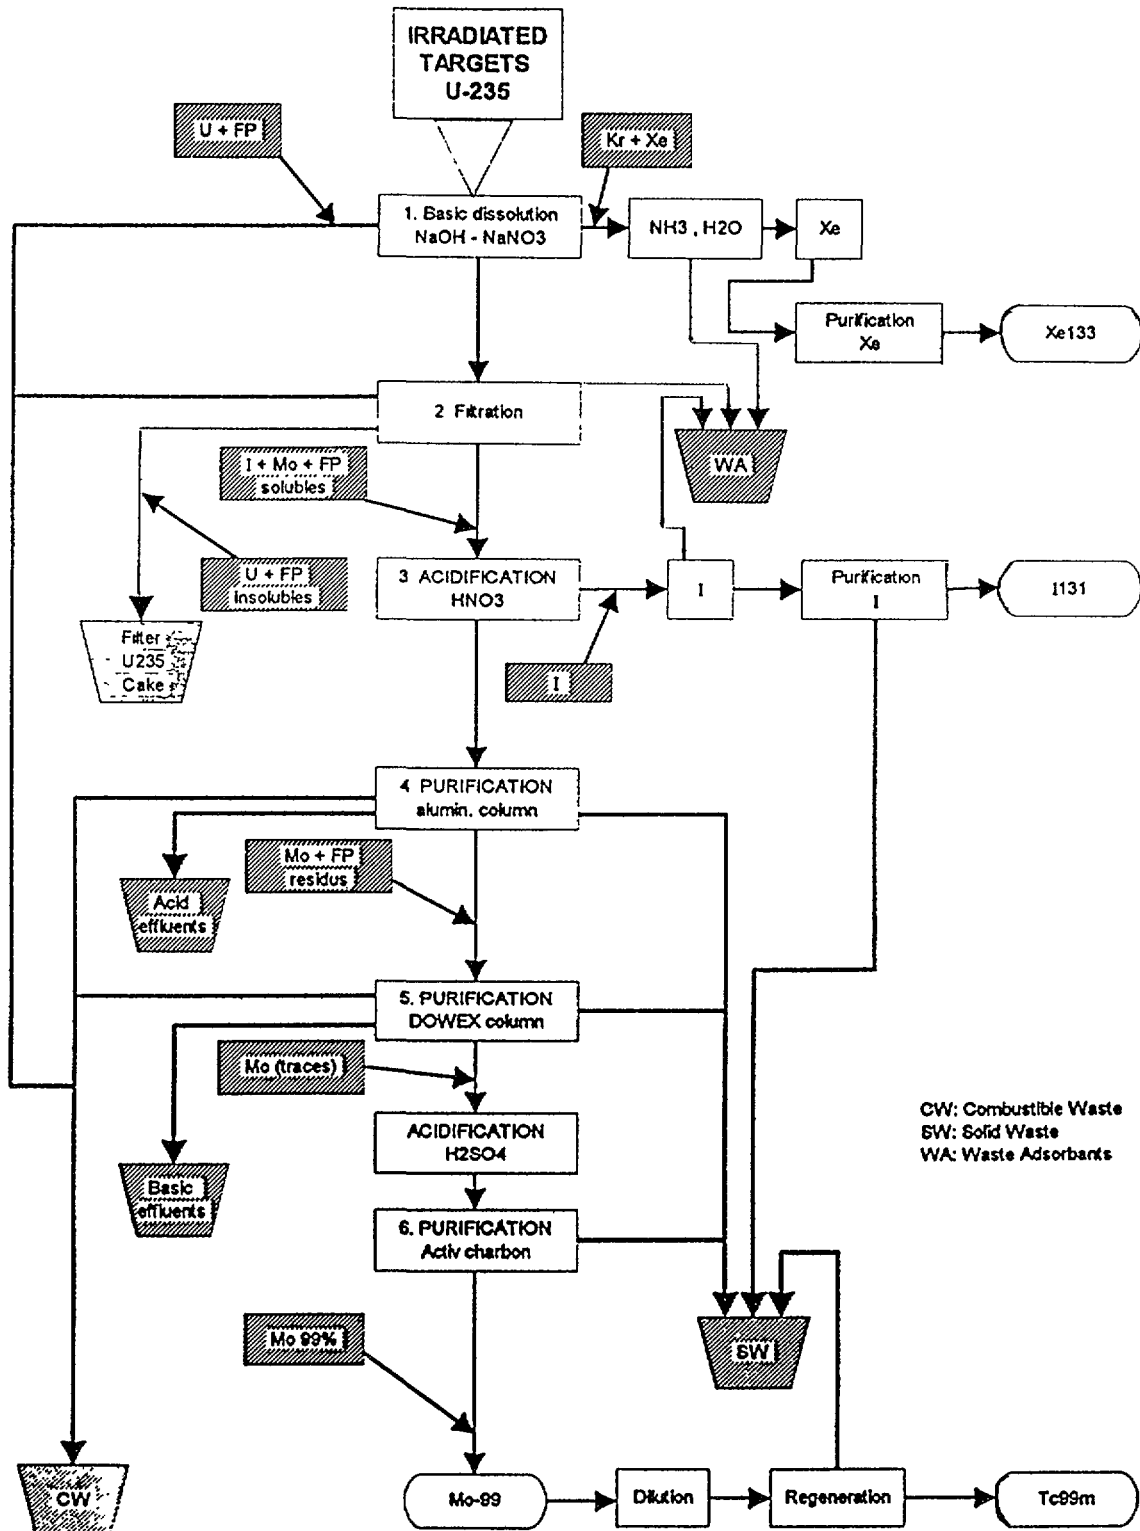 IRRADIATED
TARGETS
U-235
U + FP
Kr + Xe
1. Basic dissolution
NaOH - NaNO3
NH3 , H2O
Xe
Purification
Xe
Xe133
2 Filtration
WA
I + Mo + FP
solubles
U + FP
insolubles
3 ACIDIFICATION
HNO3
I
Purification
I
I131
Filter
U235
Cake
I
4 PURIFICATION
alumin. column
Mo + FP
residus
Acid
effluents
5. PURIFICATION
DOWEX column
Mo (traces)
ACIDIFICATION
H2SO4
CW: Combustible Waste
SW: Solid Waste
WA: Waste Adsorbants
Basic
effluents
6. PURIFICATION
Activ charbon
Mo 99%
SW
CW
Mo-99
Dilution
Regeneration
Tc99m